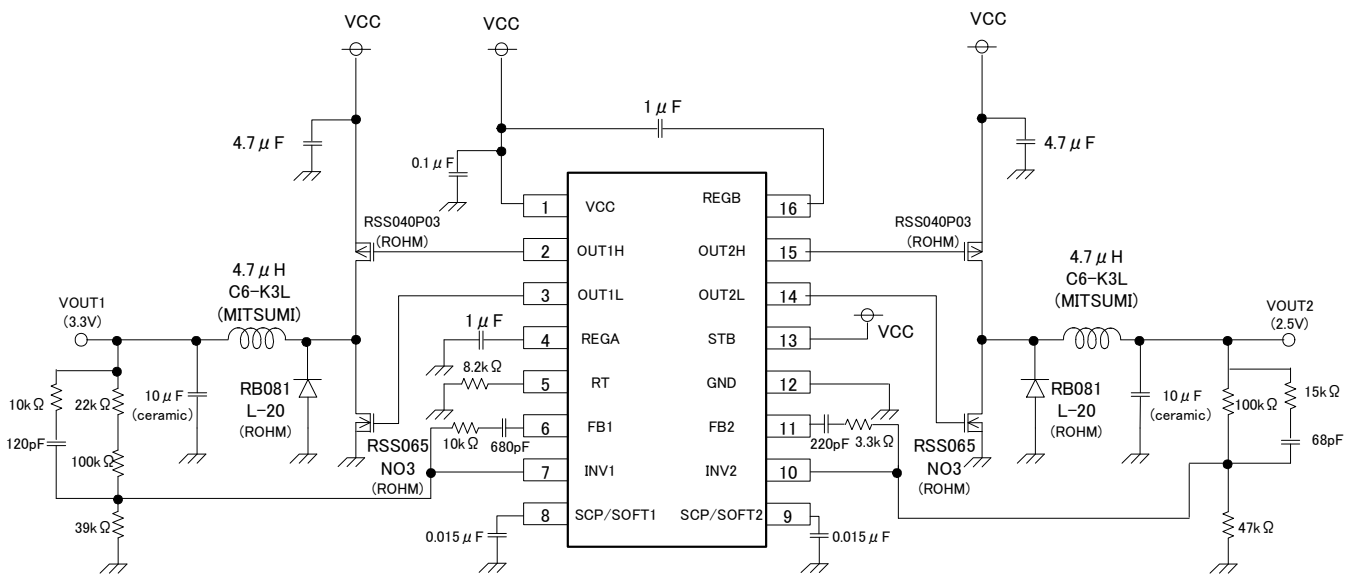 VCC
VCC
VCC
1μF
4.7μF
0.1μF
4.7μF
RSS040P03
(ROHM)
1
VCC
REGB
16
RSS040P03
(ROHM)
2
OUT1H
OUT2H
15
4.7μH
C6-K3L
(MITSUMI)
3
OUT1L
OUT2L
14
4.7μH
C6-K3L
(MITSUMI)
VOUT1
(3.3V)
VOUT2
(2.5V)
1μF
4
REGA
STB
13
VCC
8.2kΩ
5
RT
GND
12
10kΩ
22kΩ
10μF
(ceramic)
RB081
L-20
(ROHM)
RB081
L-20
(ROHM)
10μF
(ceramic)
100kΩ
15kΩ
10kΩ
680pF
6
FB1
FB2
11
220pF
3.3kΩ
120pF
100kΩ
68pF
RSS065
NO3
(ROHM)
7
INV1
INV2
10
RSS065
NO3
(ROHM)
39kΩ
0.015μF
8
SCP/SOFT1
SCP/SOFT2
9
0.015μF
47kΩ